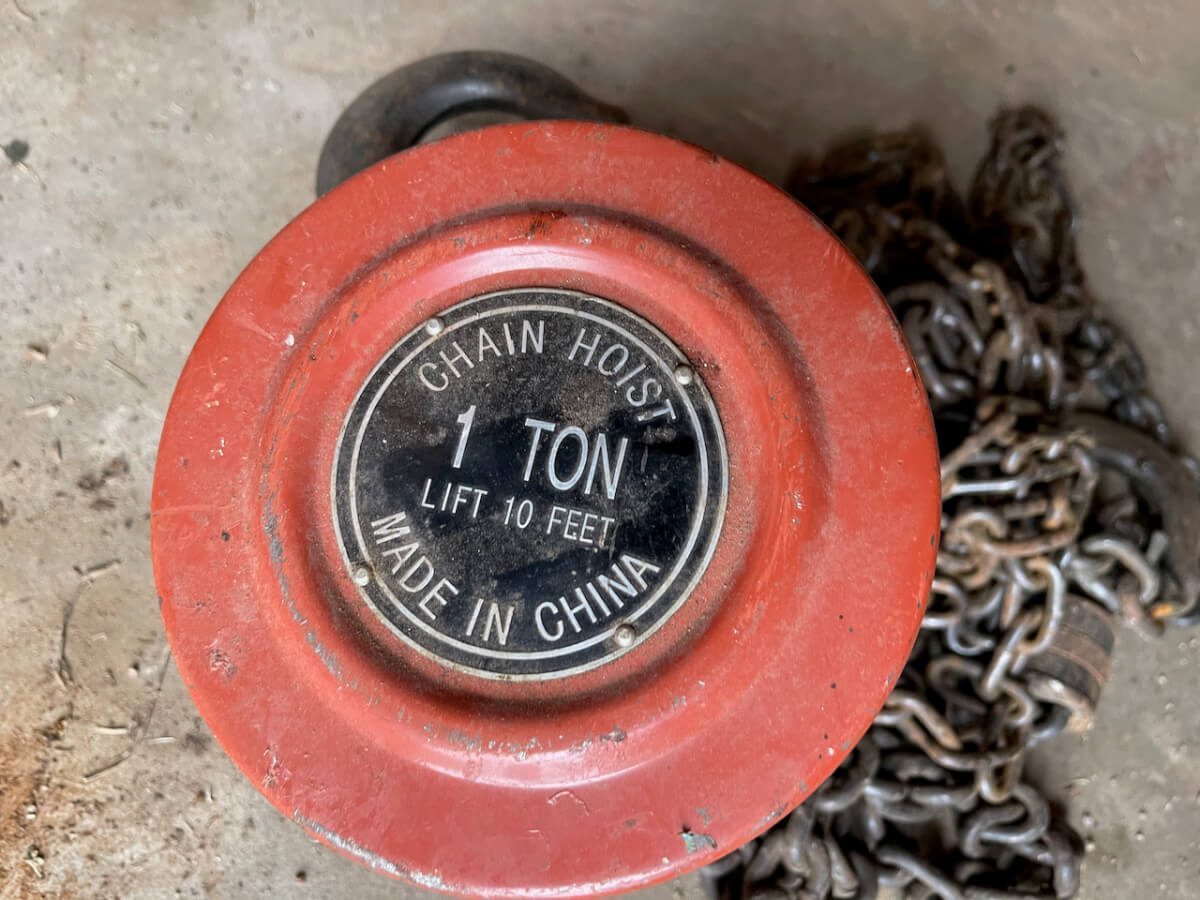 CHAIN HOIST
1 TON
LIFT 10 FEET
MADE IN CHINA